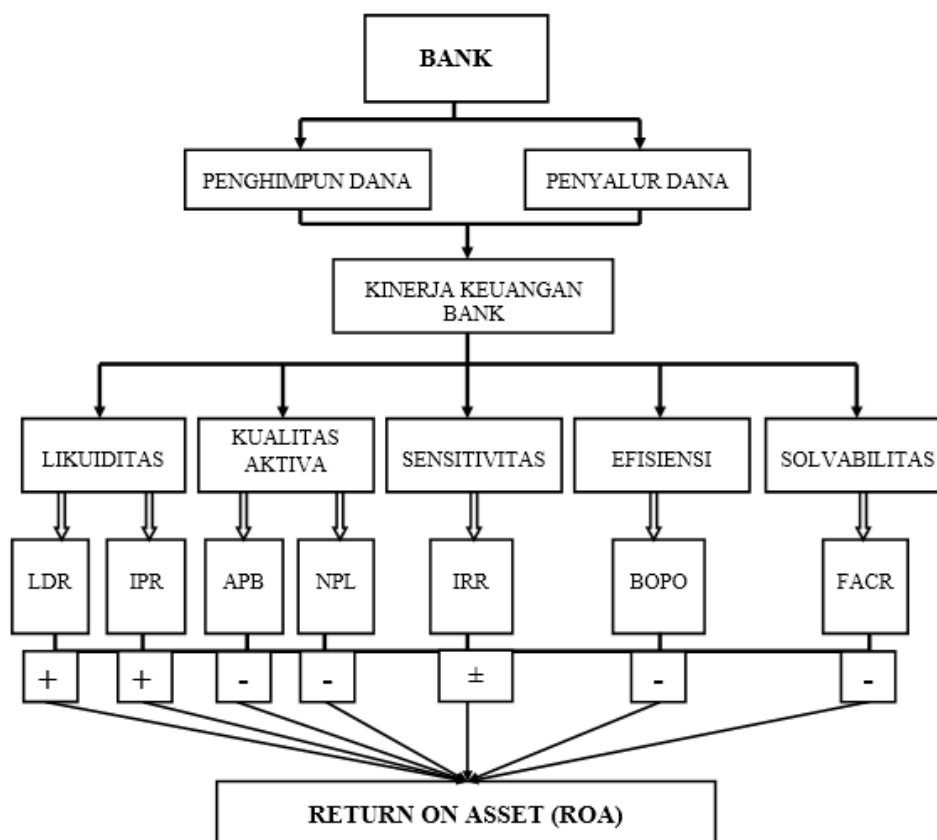 BANK
PENGHIMPUN DANA
PENYALUR DANA
KINERJA KEUANGAN
BANK
LIKUIDITAS
KUALITAS
AKTIVA
SENSITIVITAS
EFISIENSI
SOLVABILITAS
LDR
IPR
APB
NPL
IRR
BOPO
FACR
+
+
-
-
±
-
-
RETURN ON ASSET (ROA)